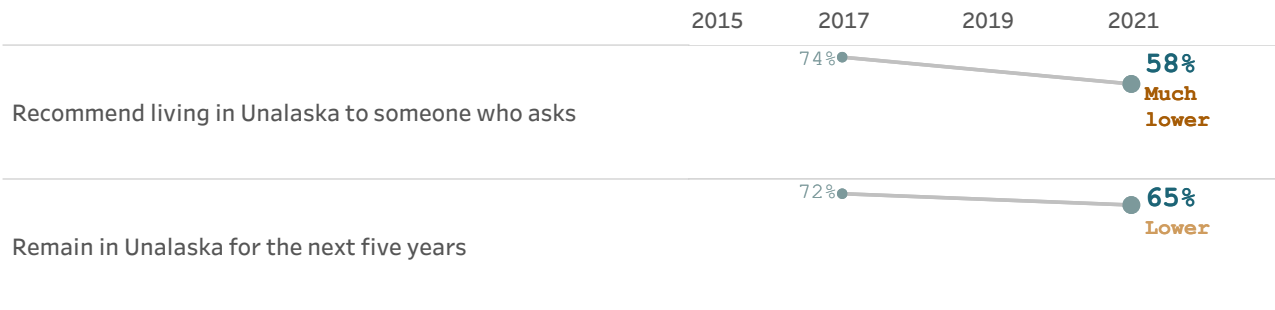 2015 2017 2019 2021
74% 58%
Much
Recommend living in Unalaska to someone who asks
lower
72% 65%
Lower
Remain in Unalaska for the next five years